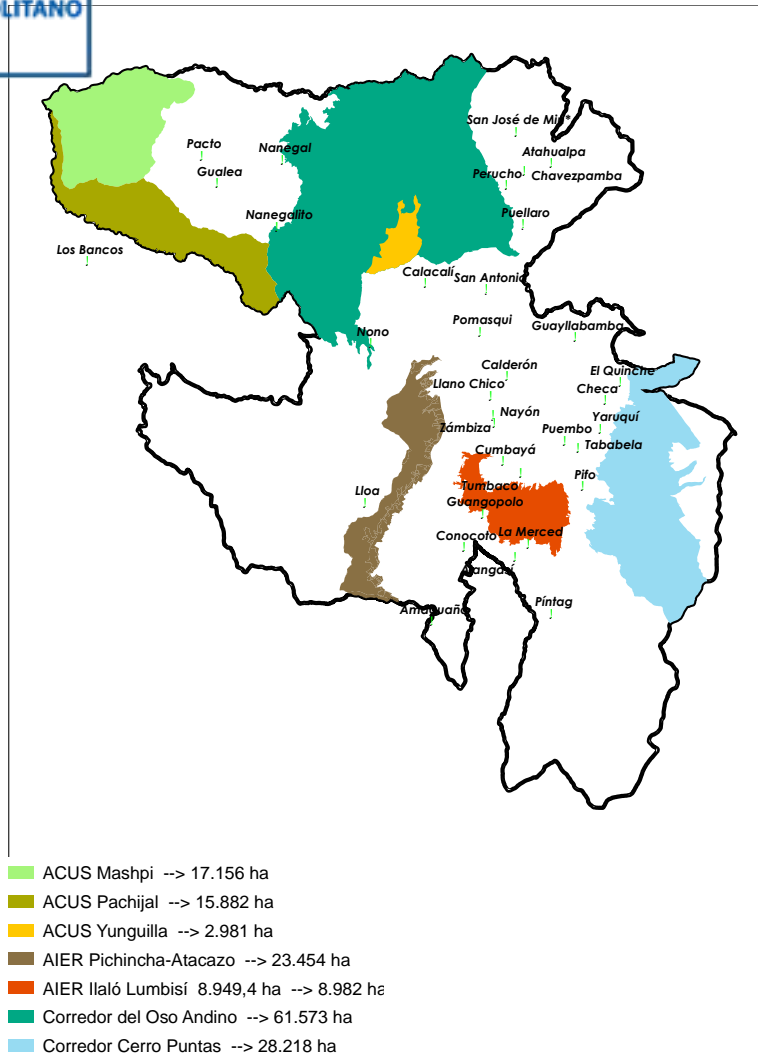 LITANO
San José de Min*
Pacto
Nanegal
Atahualpa
Gualea
Perucho
Chavezpamba
Nanegalito
Puellaro
Los Bancos
Calacalí
San Antonio
Nono
Pomasqui
Guayllabamba
Calderón
El Quinche
Llano Chico
Checa
Nayón
Yaruquí
Zámbiza
Puembo
Tababela
Cumbayá
Pifo
Tumbaco
Lloa
Guangopolo
Conocoto
La Merced
Alangasí
Amaguaña
Píntag
ACUS Mashpi --> 17.156 ha
ACUS Pachijal --> 15.882 ha
ACUS Yunguilla --> 2.981 ha
AIER Pichincha-Atacazo --> 23.454 ha
AIER Ilaló Lumbisí 8.949,4 ha --> 8.982 ha
Corredor del Oso Andino --> 61.573 ha
Corredor Cerro Puntas --> 28.218 ha